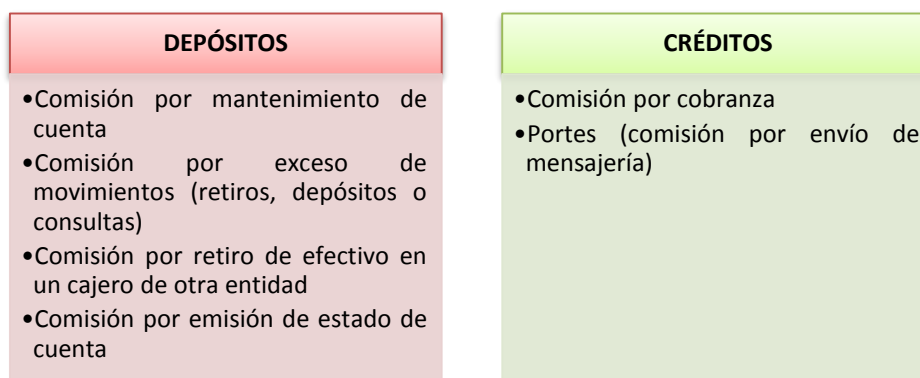 DEPÓSITOS
•Comisión por mantenimiento de
cuenta
•Comisión por exceso de
movimientos (retiros, depósitos o
consultas)
•Comisión por retiro de efectivo en
un cajero de otra entidad
•Comisión por emisión de estado de
cuenta
CRÉDITOS
•Comisión por cobranza
•Portes (comisión por envío de
mensajería)